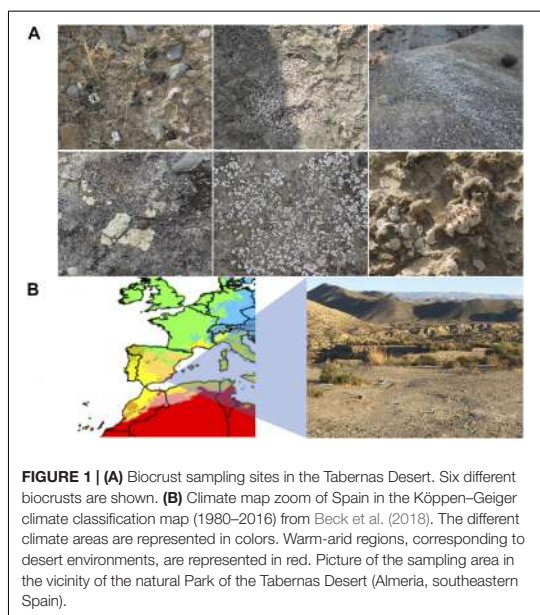 A
B
FIGURE 1 | (A) Biocrust sampling sites in the Tabernas Desert. Six different
biocrusts are shown. (B) Climate map zoom of Spain in the Köppen–Geiger
climate classification map (1980–2016) from Beck et al. (2018). The different
climate areas are represented in colors. Warm-arid regions, corresponding to
desert environments, are represented in red. Picture of the sampling area in
the vicinity of the natural Park of the Tabernas Desert (Almeria, southeastern
Spain).